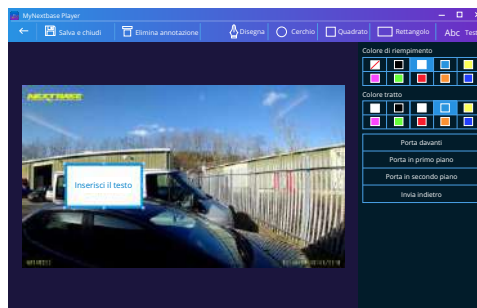 MyNextbase Player
Salva e chiudi
Elimina annotazione
Disegna
Cerchio
Quadrato
Rettangolo
Abc Test
Colore di riempimento
Colore tratto
NEXTBASE
Inserisci il testo
Porta davanti
Porta in primo piano
Porta in secondo piano
Invia indietro